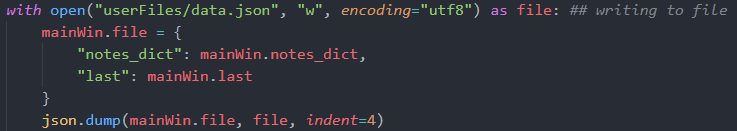 with open("userFiles/data.json", "w", encoding="utf8") as file: ## writing to file
    mainWin.file = {
        "notes_dict": mainWin.notes_dict,
        "last": mainWin.last
    }
    json.dump(mainWin.file, file, indent=4)